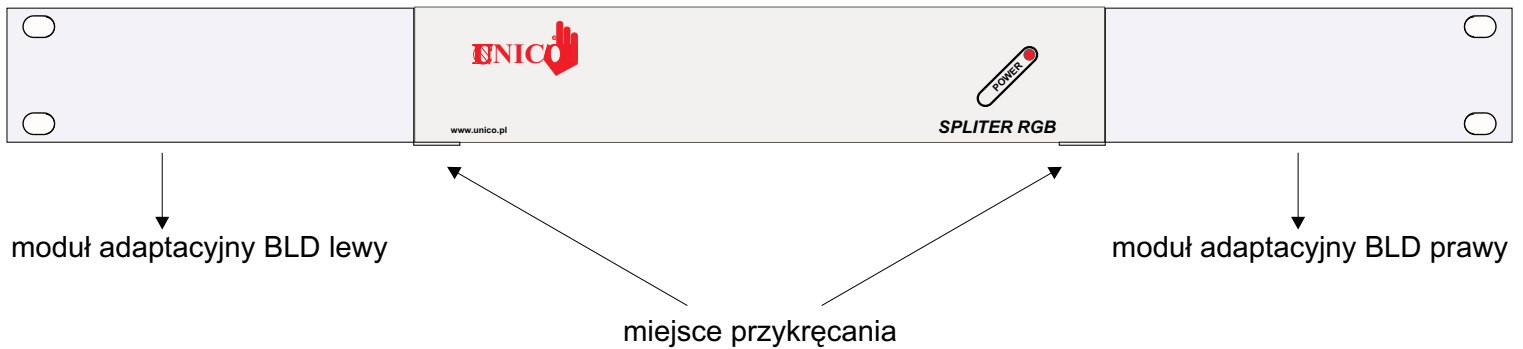 UNICO
POWER
www.unico.pl
SPLITER RGB
moduł adaptacyjny BLD lewy
moduł adaptacyjny BLD prawy
miejsce przykręcania